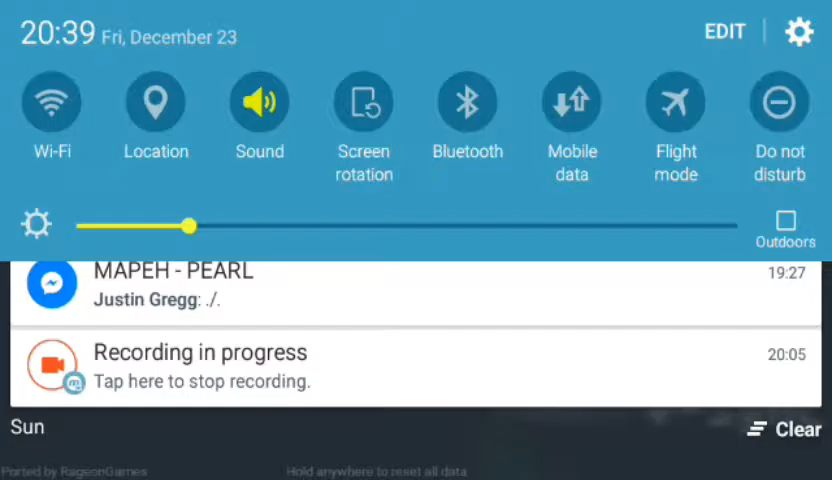 20:39 Fri, December 23 EDIT
Wi-Fi Location Sound Screen rotation Bluetooth Mobile data Flight mode Do not disturb
Outdoors
MAPEH - PEARL 19:27
Justin Gregg: ./.
Recording in progress 20:05
Tap here to stop recording.
Sun Clear
Ported by RageonGames Hold anywhere to reset all data